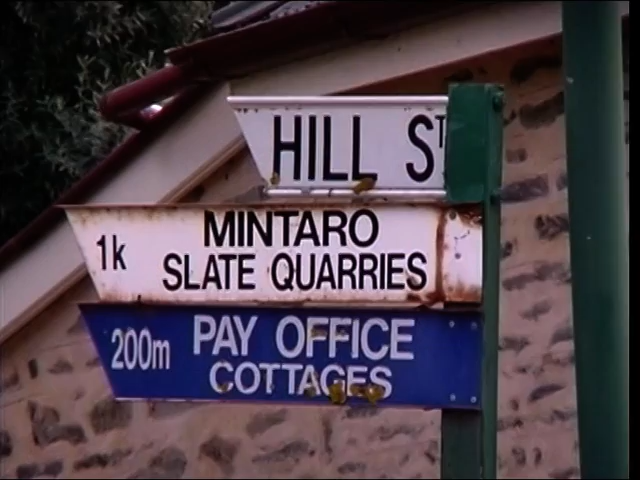 HILL ST
1k MINTARO
SLATE QUARRIES
200m PAY OFFICE
COTTAGES